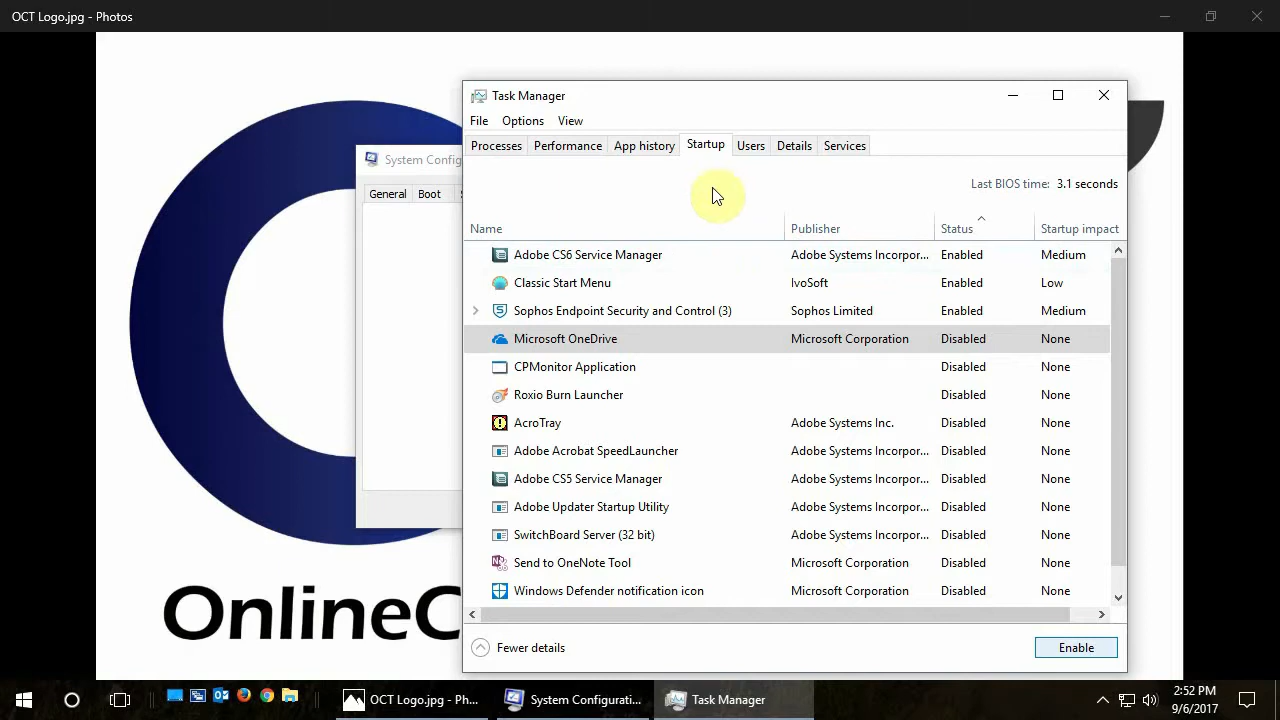 OCT Logo.jpg - Photos
Task Manager
File Options View
Processes Performance App history Startup Users Details Services
System Config
General Boot
Last BIOS time: 3.1 seconds
Name Publisher Status Startup impact
Adobe CS6 Service Manager Adobe Systems Incorpor... Enabled Medium
Classic Start Menu IvoSoft Enabled Low
Sophos Endpoint Security and Control (3) Sophos Limited Enabled Medium
Microsoft OneDrive Microsoft Corporation Disabled None
CPMonitor Application Disabled None
Roxio Burn Launcher Disabled None
AcroTray Adobe Systems Inc. Disabled None
Adobe Acrobat SpeedLauncher Adobe Systems Incorpor... Disabled None
Adobe CS5 Service Manager Adobe Systems Incorpor... Disabled None
Adobe Updater Startup Utility Adobe Systems Incorpor... Disabled None
SwitchBoard Server (32 bit) Adobe Systems Incorpor... Disabled None
Send to OneNote Tool Microsoft Corporation Disabled None
Windows Defender notification icon Microsoft Corporation Disabled None
OnlineC
Fewer details Enable
OCT Logo.jpg - Ph... System Configurati... Task Manager
2:52 PM
9/6/2017